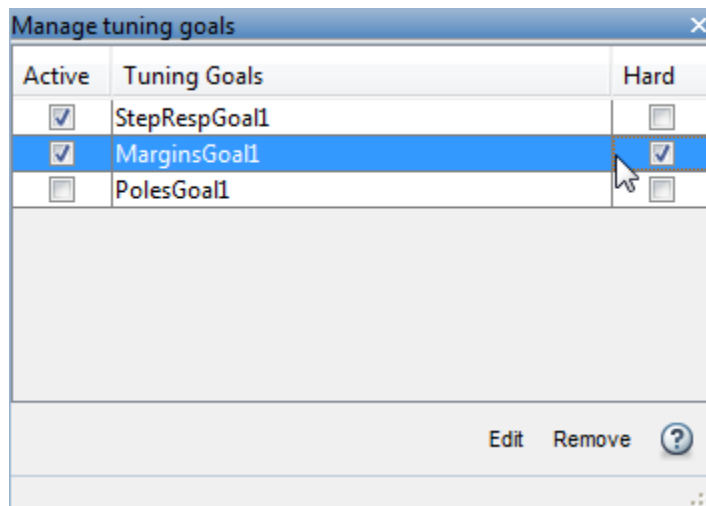 Manage tuning goals
Active Tuning Goals Hard
StepRespGoal1
MarginsGoal1
PolesGoal1
Edit Remove ?